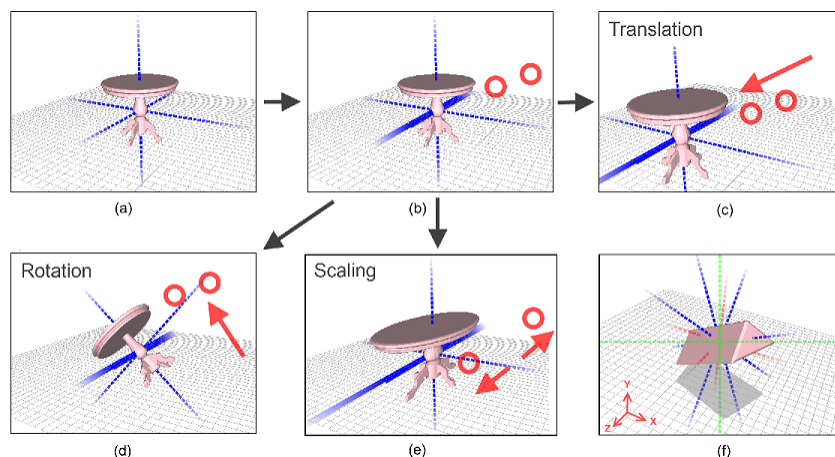 Translation
(a)
(b)
(c)
Rotation
Scaling
Y
X
Z
(d)
(e)
(f)